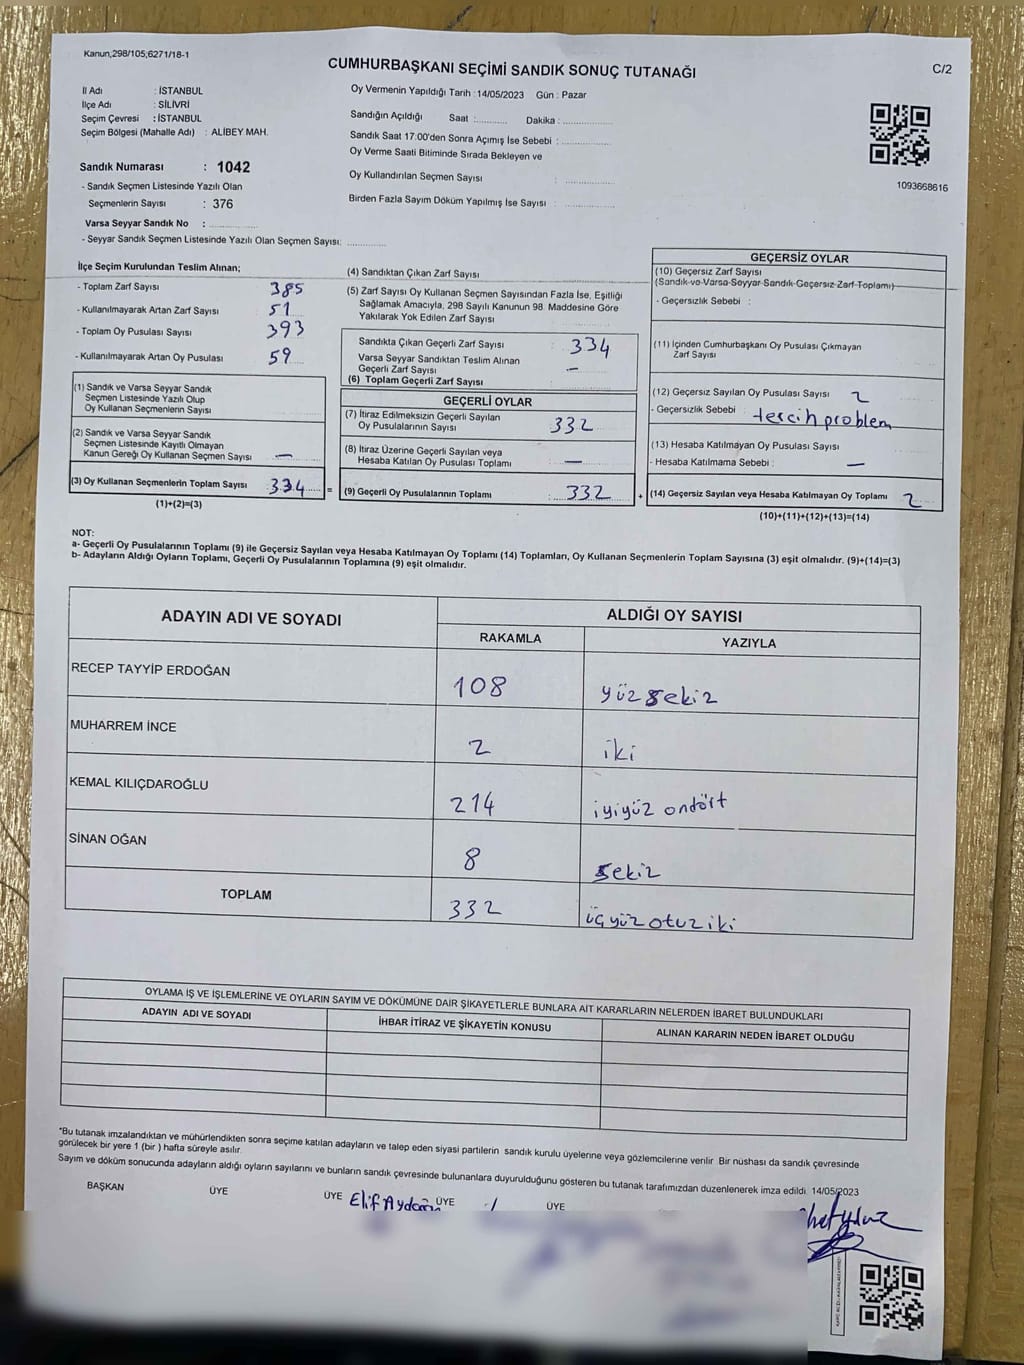 Kanun,298/105,6271/18-1
CUMHURBAŞKANI SEÇİMİ SANDIK SONUÇ TUTANAĞI
C/2
İl Adı : İSTANBUL
İlçe Adı : SİLİVRİ
Seçim Çevresi : İSTANBUL
Seçim Bölgesi (Mahalle Adı) : ALİBEY MAH.
Oy Vermenin Yapıldığı Tarih : 14/05/2023 Gün : Pazar
Sandığın Açıldığı Saat :........... Dakika :................
Sandık Saat 17:00'den Sonra Açımış İse Sebebi :................
Oy Verme Saati Bitiminde Sırada Bekleyen ve
Oy Kullandırılan Seçmen Sayısı :................
Birden Fazla Sayım Döküm Yapılmış İse Sayısı :................
1093668616
Sandık Numarası : 1042
- Sandık Seçmen Listesinde Yazılı Olan
Seçmenlerin Sayısı : 376
Varsa Seyyar Sandık No :................
- Seyyar Sandık Seçmen Listesinde Yazılı Olan Seçmen Sayısı: ............
İlçe Seçim Kurulundan Teslim Alınan;
- Toplam Zarf Sayısı 385
- Kullanılmayarak Artan Zarf Sayısı 51
- Toplam Oy Pusulası Sayısı 393
- Kullanılmayarak Artan Oy Pusulası 59
(1) Sandık ve Varsa Seyyar Sandık
Seçmen Listesinde Yazılı Olup
Oy Kullanan Seçmenlerin Sayısı
(2) Sandık ve Varsa Seyyar Sandık
Seçmen Listesinde Kayıtlı Olmayan
Kanun Gereği Oy Kullanan Seçmen Sayısı —
(3) Oy Kullanan Seçmenlerin Toplam Sayısı 334 =
(1)+(2)=(3)
(4) Sandıktan Çıkan Zarf Sayısı
(5) Zarf Sayısı Oy Kullanan Seçmen Sayısından Fazla İse, Eşitliği
Sağlamak Amacıyla, 298 Sayılı Kanunun 98. Maddesine Göre
Yakılarak Yok Edilen Zarf Sayısı
Sandıkta Çıkan Geçerli Zarf Sayısı 334
Varsa Seyyar Sandıktan Teslim Alınan
Geçerli Zarf Sayısı —
(6) Toplam Geçerli Zarf Sayısı
GEÇERLİ OYLAR
(7) İtiraz Edilmeksizin Geçerli Sayılan
Oy Pusulalarının Sayısı 332
(8) İtiraz Üzerine Geçerli Sayılan veya
Hesaba Katılan Oy Pusulası Toplamı —
(9) Geçerli Oy Pusulalarının Toplamı : 332 +
GEÇERSİZ OYLAR
(10) Geçersiz Zarf Sayısı
(Sandık ve Varsa Seyyar Sandık Geçersiz Zarf Toplamı)
- Geçersizlik Sebebi :
(11) İçinden Cumhurbaşkanı Oy Pusulası Çıkmayan
Zarf Sayısı
(12) Geçersiz Sayılan Oy Pusulası Sayısı 2
- Geçersizlik Sebebi : tercih problem
(13) Hesaba Katılmayan Oy Pusulası Sayısı
- Hesaba Katılmama Sebebi : —
(14) Geçersiz Sayılan veya Hesaba Katılmayan Oy Toplamı 2
(10)+(11)+(12)+(13)=(14)
NOT:
a- Geçerli Oy Pusulalarının Toplamı (9) ile Geçersiz Sayılan veya Hesaba Katılmayan Oy Toplamı (14) Toplamları, Oy Kullanan Seçmenlerin Toplam Sayısına (3) eşit olmalıdır. (9)+(14)=(3)
b- Adayların Aldığı Oyların Toplamı, Geçerli Oy Pusulalarının Toplamına (9) eşit olmalıdır.
ADAYIN ADI VE SOYADI ALDIĞI OY SAYISI
RAKAMLA YAZIYLA
RECEP TAYYİP ERDOĞAN 108 yüzsekiz
MUHARREM İNCE 2 iki
KEMAL KILIÇDAROĞLU 214 iyiyüz ondört
SİNAN OĞAN 8 sekiz
TOPLAM 332 üçyüz otuz iki
OYLAMA İŞ VE İŞLEMLERİNE VE OYLARIN SAYIM VE DÖKÜMÜNE DAİR ŞİKAYETLERLE BUNLARA AİT KARARLARIN NELERDEN İBARET BULUNDUKLARI
ADAYIN ADI VE SOYADI İHBAR İTİRAZ VE ŞİKAYETİN KONUSU ALINAN KARARIN NEDEN İBARET OLDUĞU
"Bu tutanak imzalandıktan ve mühürlendikten sonra seçime katılan adayların ve talep eden siyasi partilerin sandık kurulu üyelerine veya gözlemcilerine verilir. Bir nüshası da sandık çevresinde
görülecek bir yere 1 (bir ) hafta süreyle asılır.
Sayım ve döküm sonucunda adayların aldığı oyların sayılarını ve bunların sandık çevresinde bulunanlara duyurulduğunu gösteren bu tutanak tarafımızdan düzenlenerek imza edildi. 14/05/2023
BAŞKAN ÜYE ÜYE Elif Aydoğ ÜYE ÜYE